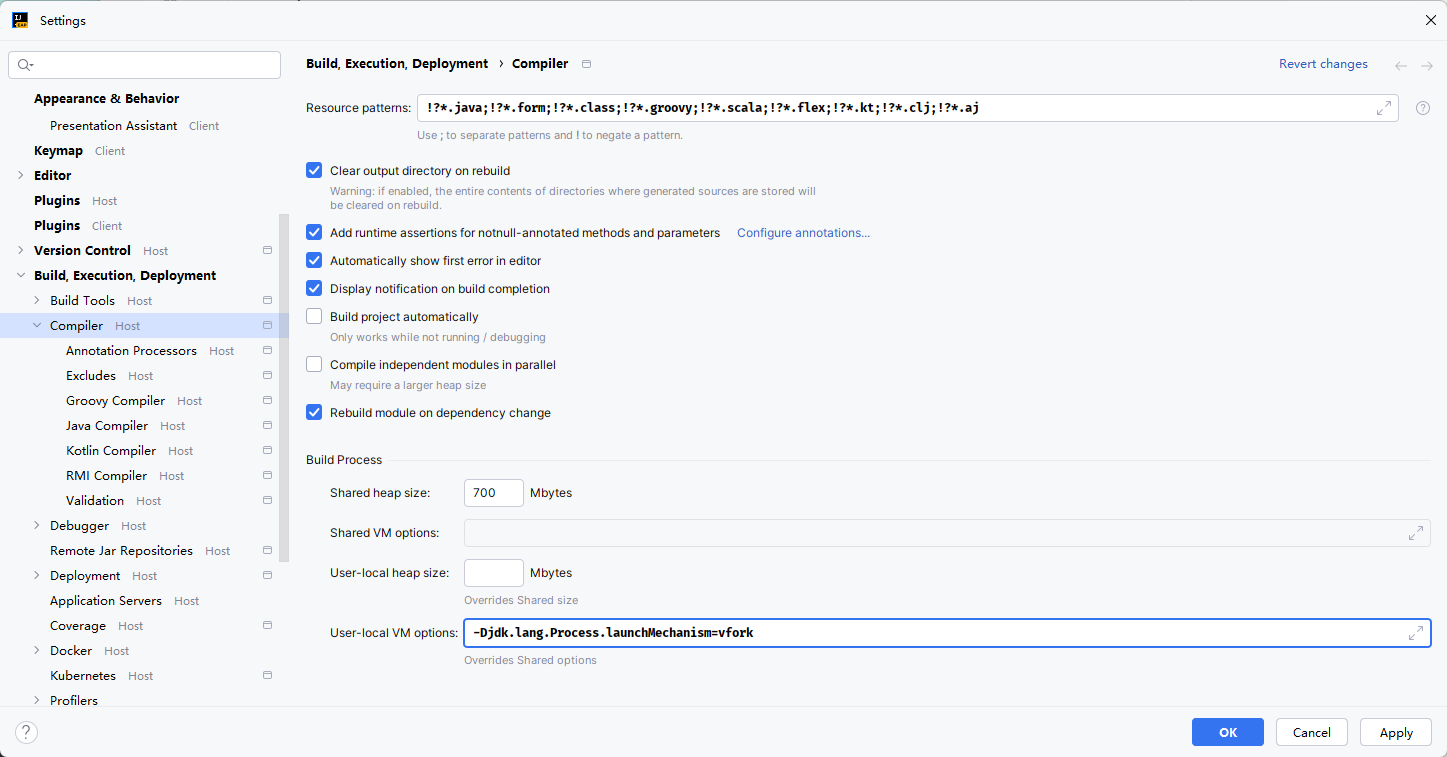 Settings
Appearance & Behavior
Presentation Assistant Client
Keymap Client
Editor
Plugins Host
Plugins Client
Version Control Host
Build, Execution, Deployment
Build Tools Host
Compiler Host
Annotation Processors Host
Excludes Host
Groovy Compiler Host
Java Compiler Host
Kotlin Compiler Host
RMI Compiler Host
Validation Host
Debugger Host
Remote Jar Repositories Host
Deployment Host
Application Servers Host
Coverage Host
Docker Host
Kubernetes Host
Profilers
Build, Execution, Deployment › Compiler
Revert changes
Resource patterns: !?*.java;!?*.form;!?*.class;!?*.groovy;!?*.scala;!?*.flex;!?*.kt;!?*.clj;!?*.aj
Use ; to separate patterns and ! to negate a pattern.
Clear output directory on rebuild
Warning: if enabled, the entire contents of directories where generated sources are stored will
be cleared on rebuild.
Add runtime assertions for notnull-annotated methods and parameters Configure annotations...
Automatically show first error in editor
Display notification on build completion
Build project automatically
Only works while not running / debugging
Compile independent modules in parallel
May require a larger heap size
Rebuild module on dependency change
Build Process
Shared heap size: 700 Mbytes
Shared VM options:
User-local heap size: Mbytes
Overrides Shared size
User-local VM options: -Djdk.lang.Process.launchMechanism=vfork
Overrides Shared options
?
OK Cancel Apply